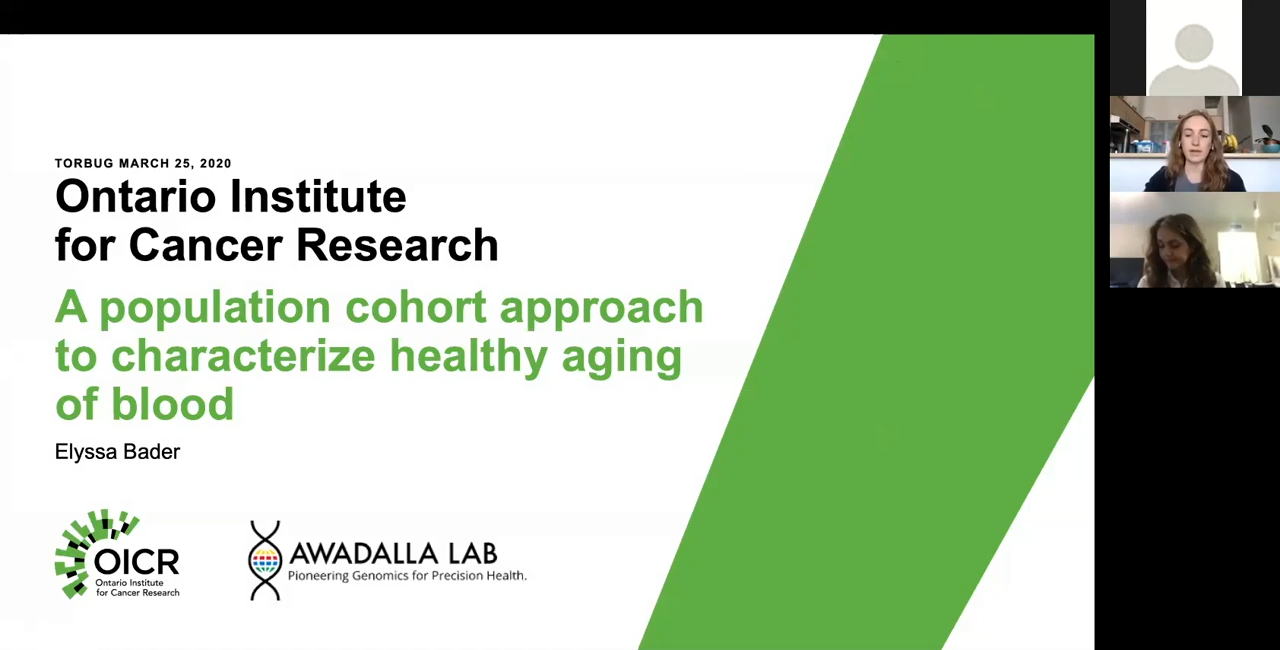 TORBUG MARCH 25, 2020
Ontario Institute
for Cancer Research
A population cohort approach
to characterize healthy aging
of blood
Elyssa Bader
OICR
Ontario Institute
for Cancer Research
AWADALLA LAB
Pioneering Genomics for Precision Health.